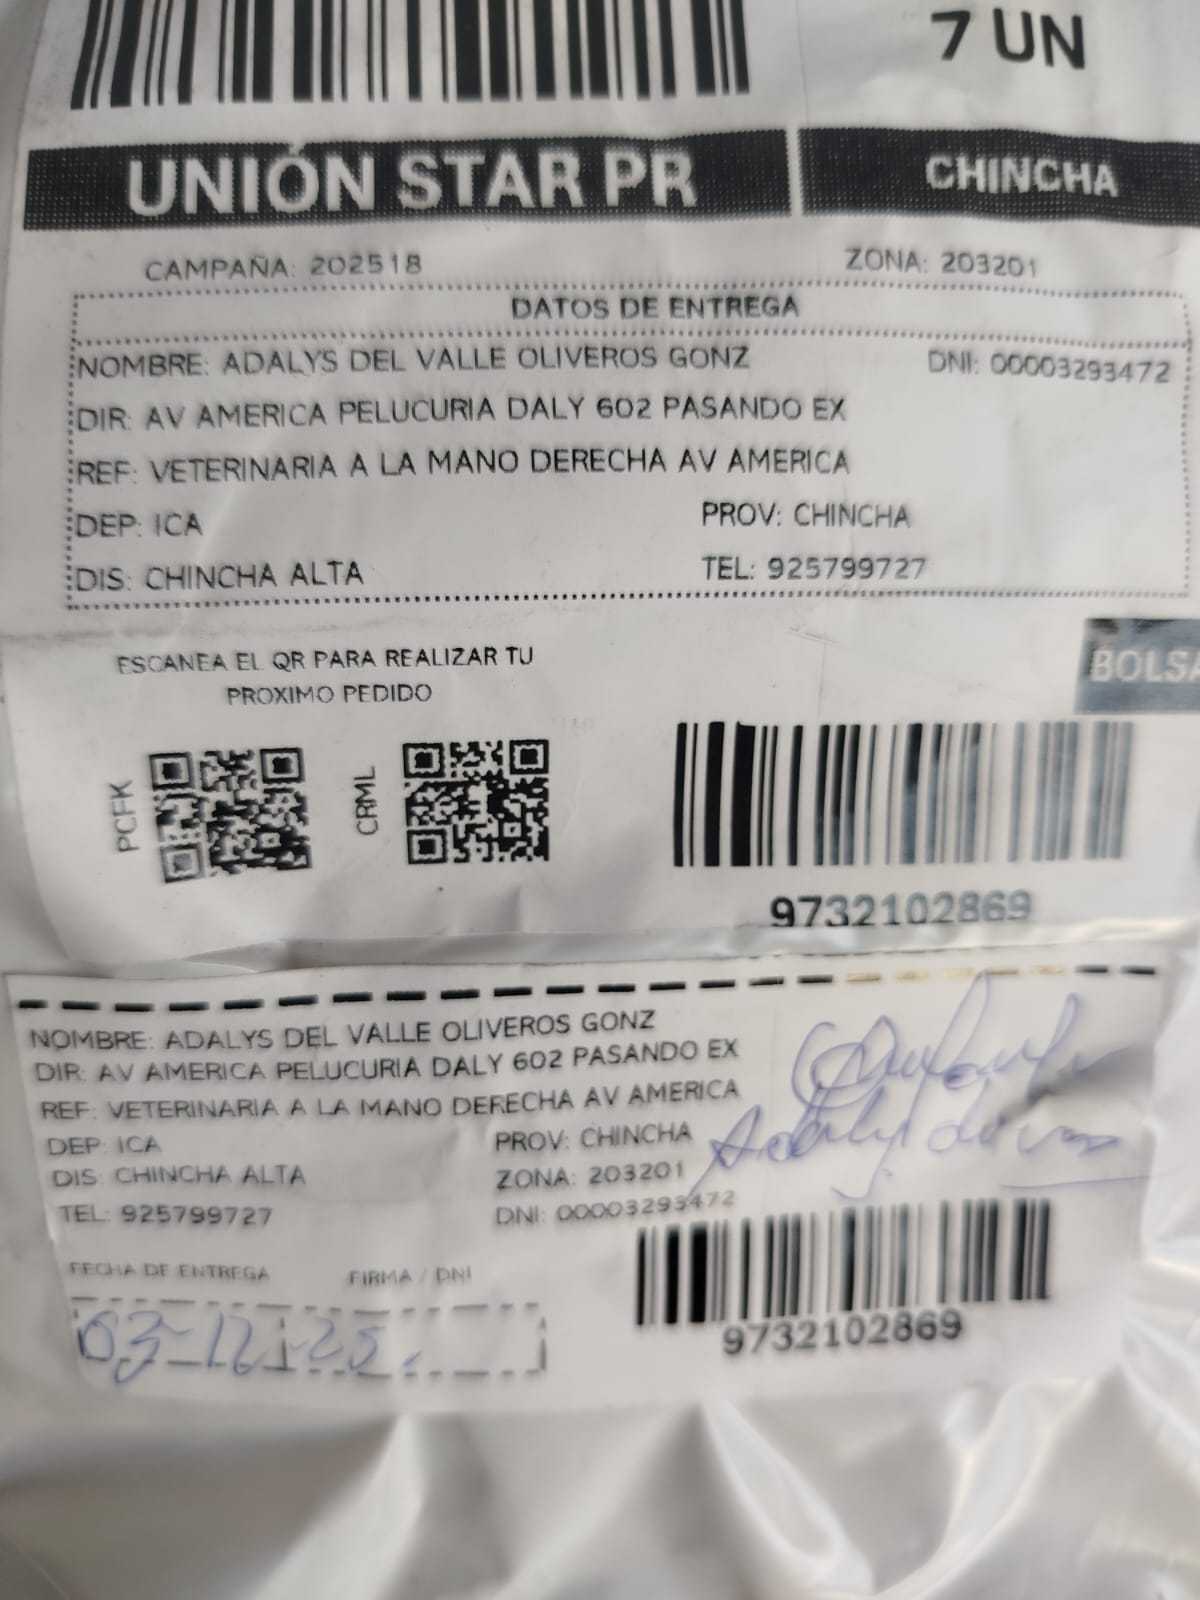 7 UN
UNIÓN STAR PR CHINCHA
CAMPAÑA: 202518 ZONA: 203201
DATOS DE ENTREGA
NOMBRE: ADALYS DEL VALLE OLIVEROS GONZ DNI: 00003293472
DIR: AV AMERICA PELUCURIA DALY 602 PASANDO EX
REF: VETERINARIA A LA MANO DERECHA AV AMERICA
DEP: ICA PROV: CHINCHA
DIS: CHINCHA ALTA TEL: 925799727
ESCANEA EL QR PARA REALIZAR TU
PROXIMO PEDIDO
BOLSA
PCFK CRML
9732102869
NOMBRE: ADALYS DEL VALLE OLIVEROS GONZ
DIR: AV AMERICA PELUCURIA DALY 602 PASANDO EX
REF: VETERINARIA A LA MANO DERECHA AV AMERICA
DEP: ICA PROV: CHINCHA
DIS: CHINCHA ALTA ZONA: 203201
TEL: 925799727 DNI: 00003293472
FECHA DE ENTREGA FIRMA / DNI
03-12-25.
9732102869